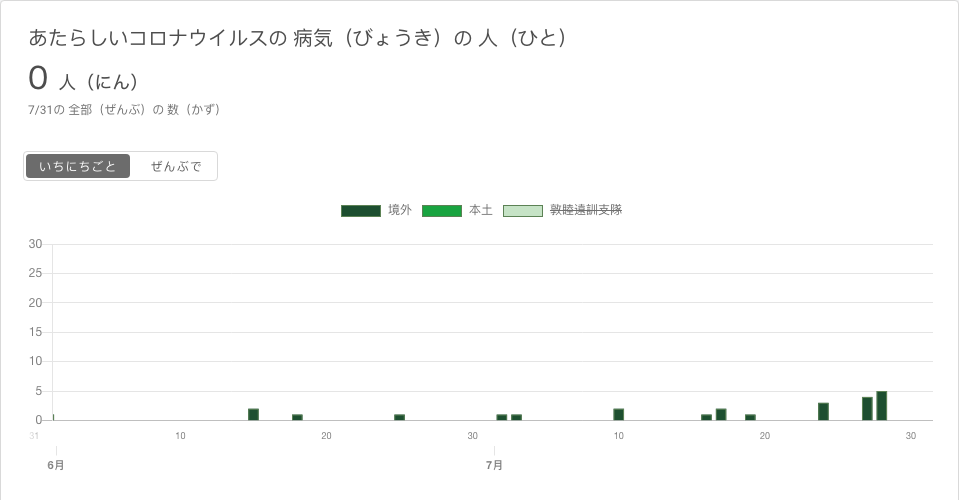 あたらしいコロナウイルスの 病気（びょうき）の 人（ひと）
0 人（にん）
7/31の 全部（ぜんぶ）の 数（かず）
いちにちごと ぜんぶで
境外 本土 敦睦遠訓支隊
30
25
20
15
10
5
0
31 10 20 30 10 20 30
6月 7月